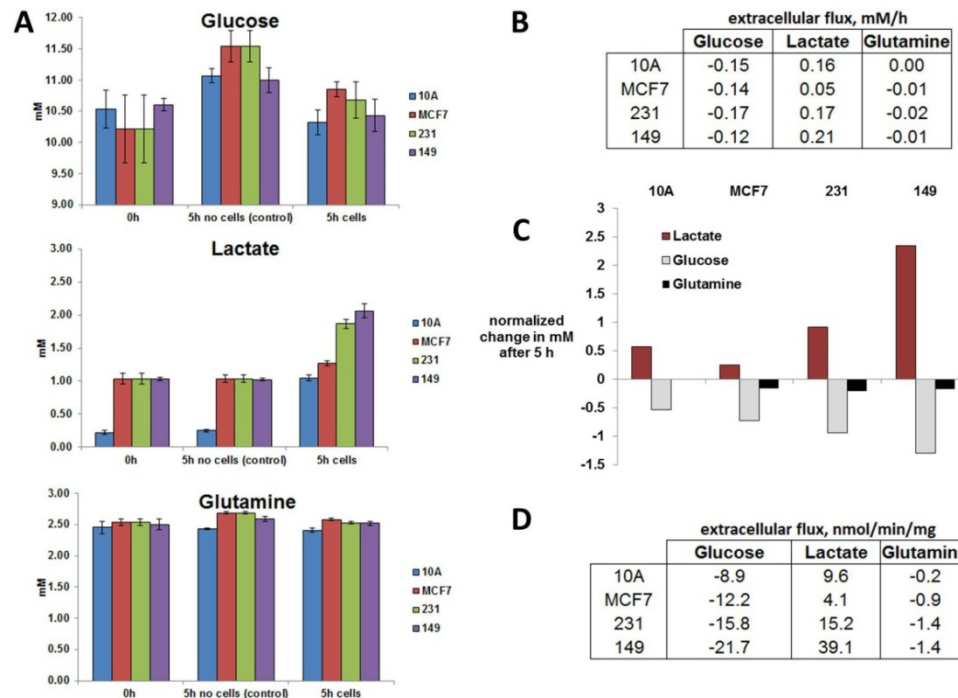 A
Glucose
12.00
11.50
11.00
10.50
10.00
9.50
9.00
mM
0h
5h no cells (control)
5h cells
10A
MCF7
231
149
Lactate
3.00
2.50
2.00
1.50
1.00
0.50
0.00
mM
0h
5h no cells (control)
5h cells
10A
MCF7
231
149
Glutamine
3.00
2.50
2.00
1.50
1.00
0.50
0.00
mM
0h
5h no cells (control)
5h cells
10A
MCF7
231
149
B
extracellular flux, mM/h
Glucose Lactate Glutamine
10A -0.15 0.16 0.00
MCF7 -0.14 0.05 -0.01
231 -0.17 0.17 -0.02
149 -0.12 0.21 -0.01
C
10A MCF7 231 149
3
2.5
2
1.5
1
0.5
0
-0.5
-1
-1.5
normalized
change in mM
after 5 h
Lactate
Glucose
Glutamine
D
extracellular flux, nmol/min/mg
Glucose Lactate Glutamin
10A -8.9 9.6 -0.2
MCF7 -12.2 4.1 -0.9
231 -15.8 15.2 -1.4
149 -21.7 39.1 -1.4